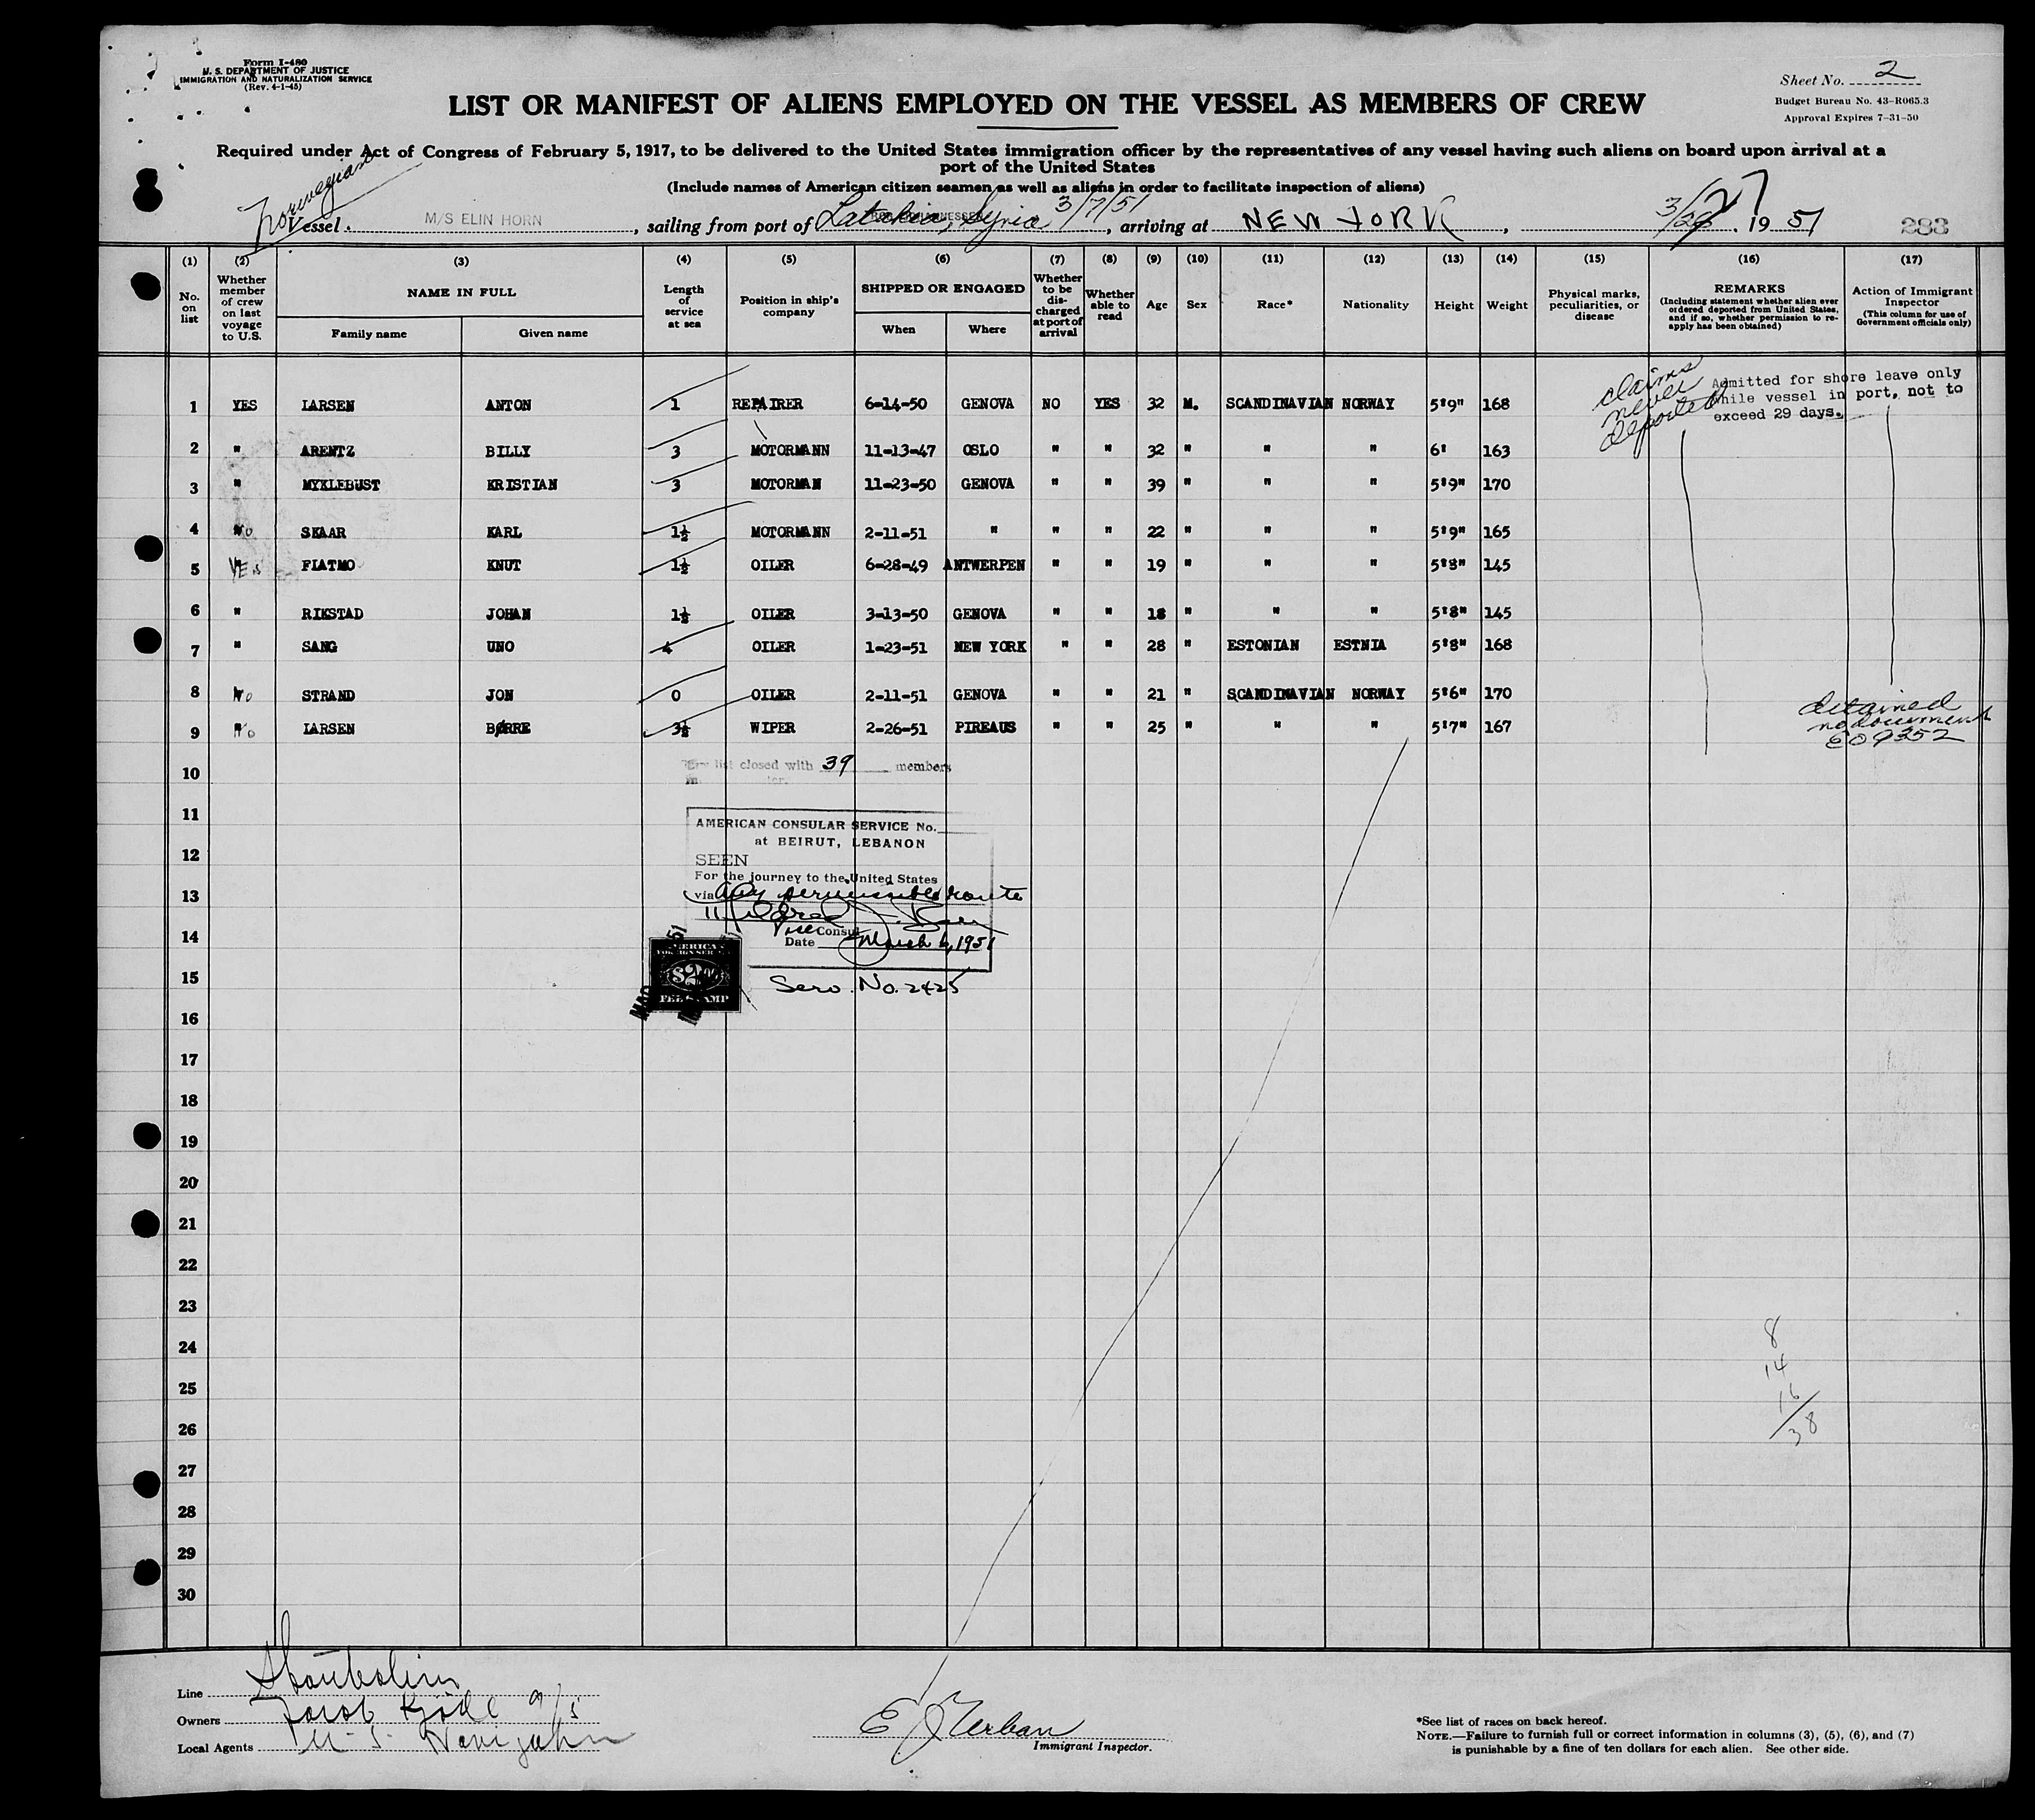 Form I-480
U. S. DEPARTMENT OF JUSTICE
IMMIGRATION AND NATURALIZATION SERVICE
(Rev. 4-1-45)
Sheet No. 2
Budget Bureau No. 43-R065.3
Approval Expires 7-31-50
LIST OR MANIFEST OF ALIENS EMPLOYED ON THE VESSEL AS MEMBERS OF CREW
Required under Act of Congress of February 5, 1917, to be delivered to the United States immigration officer by the representatives of any vessel having such aliens on board upon arrival at a
port of the United States
(Include names of American citizen seamen as well as aliens in order to facilitate inspection of aliens)
Norwegian
Vessel M/S ELIN HORN, sailing from port of Latakia, Syria 3/7/51, arriving at NEW YORK, 3/27, 1951
283
(1) (2) (3) (4) (5) (6) (7) (8) (9) (10) (11) (12) (13) (14) (15) (16) (17)
No. on list
Whether member of crew on last voyage to U.S.
NAME IN FULL
Family name
Given name
Length of service at sea
Position in ship's company
SHIPPED OR ENGAGED
When
Where
Whether to be discharged at port of arrival
Whether able to read
Age
Sex
Race*
Nationality
Height
Weight
Physical marks, peculiarities, or disease
REMARKS
(Including statement whether alien ever ordered deported from United States, and if so, whether permission to reapply has been obtained)
Action of Immigrant Inspector
(This column for use of Government officials only)
claims never deported
Admitted for shore leave only
while vessel in port, not to
exceed 29 days.
1 YES LARSEN ANTON 1 REPAIRER 6-14-50 GENOVA NO YES 32 M. SCANDINAVIAN NORWAY 5'9" 168
2 " ARENTZ BILLY 3 MOTORMANN 11-13-47 OSLO " " 32 " " " 6' 163
3 " MYKLEBUST KRISTIAN 3 MOTORMAN 11-23-50 GENOVA " " 39 " " " 5'9" 170
4 No SKAAR KARL 1½ MOTORMANN 2-11-51 " " " 22 " " " 5'9" 165
5 YES FIATMO KNUT 1½ OILER 6-28-49 ANTWERPEN " " 19 " " " 5'8" 145
6 " RIKSTAD JOHAN 1½ OILER 3-13-50 GENOVA " " 18 " " " 5'8" 145
7 " SANG UNO 4 OILER 1-23-51 NEW YORK " " 28 " ESTONIAN ESTNIA 5'8" 168
8 No STRAND JON 0 OILER 2-11-51 GENOVA " " 21 " SCANDINAVIAN NORWAY 5'6" 170
9 No LARSEN BØRRE 3½ WIPER 2-26-51 PIREAUS " " 25 " " " 5'7" 167
detained
no document
EO 9352
10
list closed with 39 members
11
AMERICAN CONSULAR SERVICE No.
at BEIRUT, LEBANON
12
SEEN
For the journey to the United States
13
via any permissible route
Mildred J.
14
Vice Consul
Date March 6, 1951
AMERICAN
FOREIGN SERVICE
$2.00
FEE STAMP
15
Serv. No. 2425
16
17
18
19
20
21
22
23
24
25
26
27
28
29
30
8
14
16
38
Line
Owners Jacob Kjöde A/S
Local Agents
Immigrant Inspector.
*See list of races on back hereof.
NOTE.—Failure to furnish full or correct information in columns (3), (5), (6), and (7)
is punishable by a fine of ten dollars for each alien. See other side.